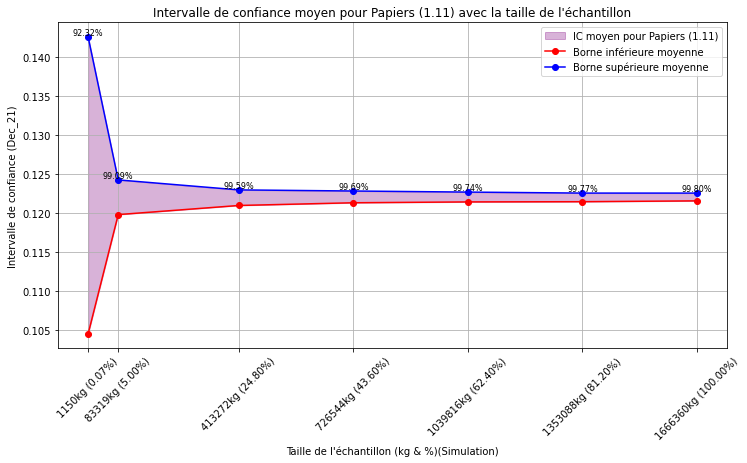 Intervalle de confiance moyen pour Papiers (1.11) avec la taille de l'échantillon
IC moyen pour Papiers (1.11)
Borne inférieure moyenne
Borne supérieure moyenne
Intervalle de confiance (Dec_21)
0.140
0.135
0.130
0.125
0.120
0.115
0.110
0.105
92.32%
99.09%
99.59%
99.69%
99.74%
99.77%
99.80%
1150kg (0.07%)
83319kg (5.00%)
413272kg (24.80%)
726544kg (43.60%)
1039816kg (62.40%)
1353088kg (81.20%)
1666360kg (100.00%)
Taille de l'échantillon (kg & %)(Simulation)